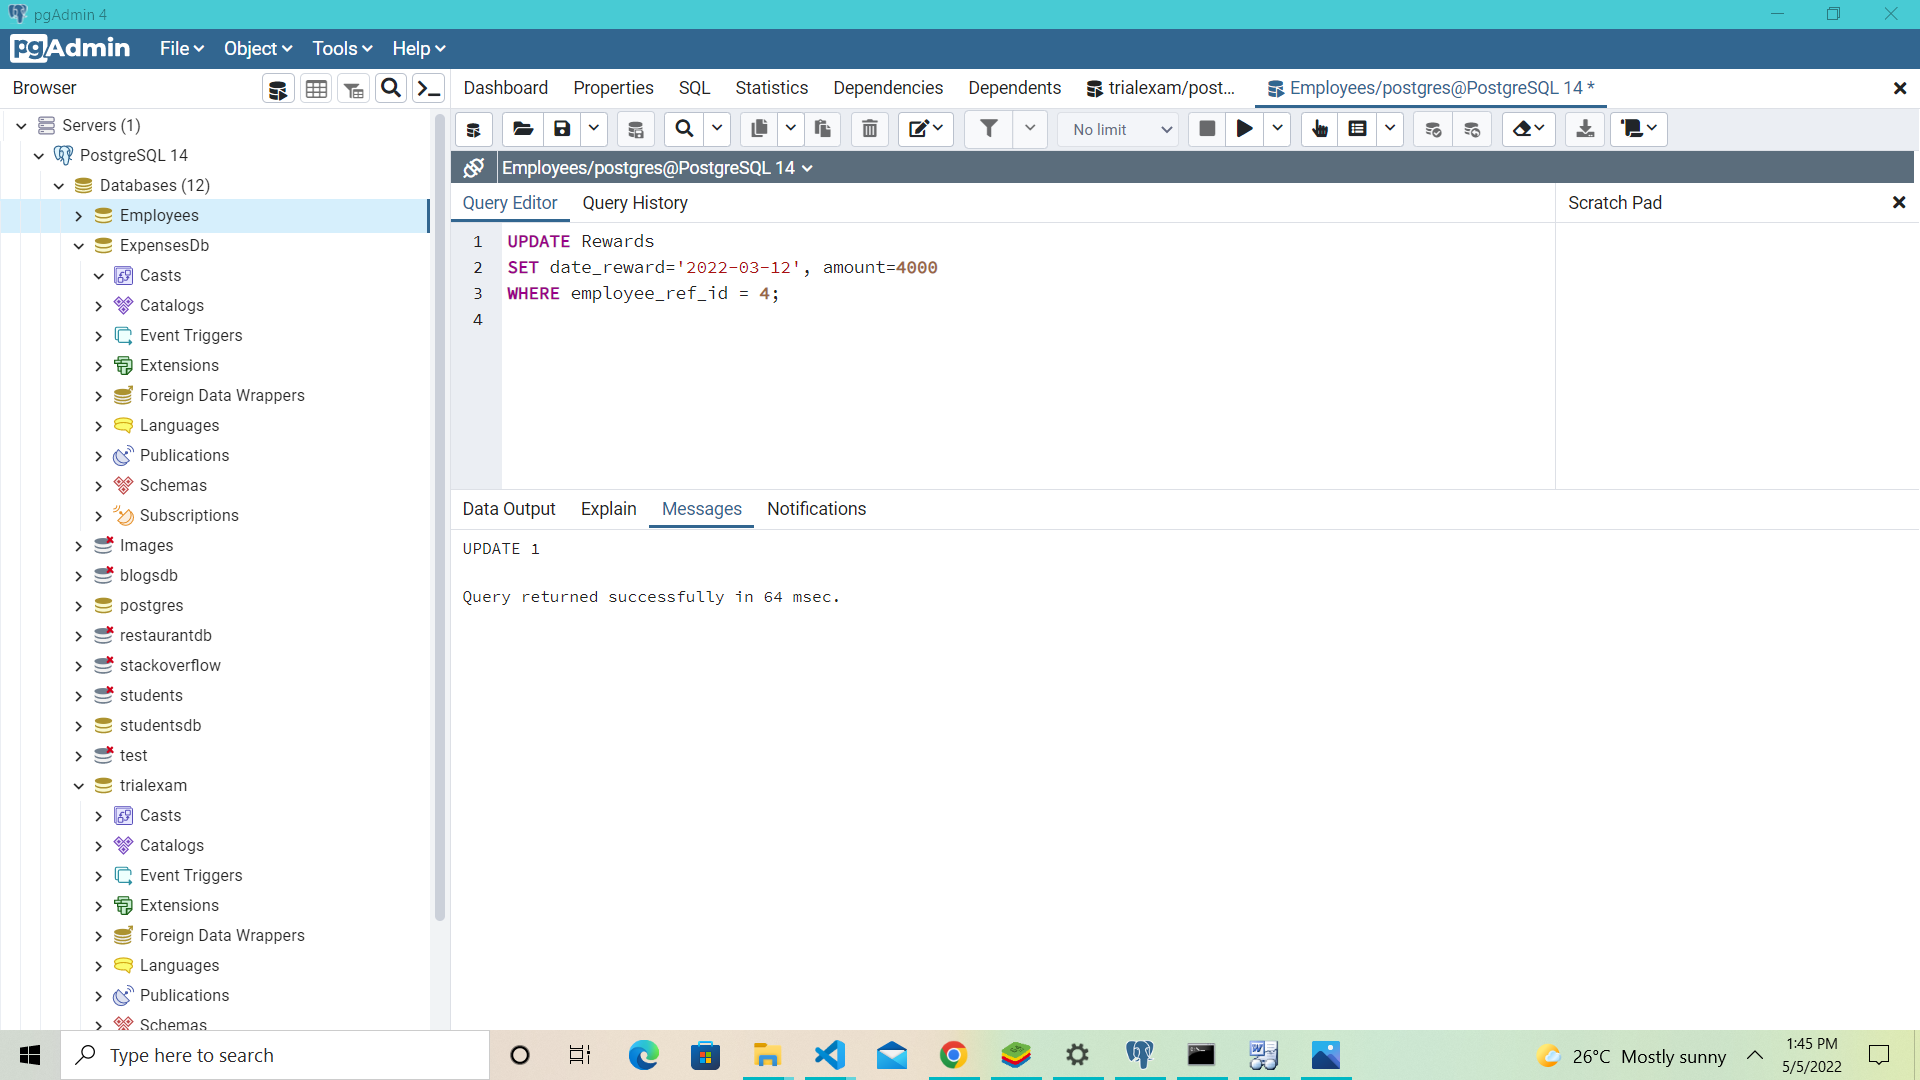 pgAdmin 4
pgAdmin File Object Tools Help
Browser
Dashboard Properties SQL Statistics Dependencies Dependents trialexam/post... Employees/postgres@PostgreSQL 14 *
No limit
Employees/postgres@PostgreSQL 14
Query Editor Query History
Scratch Pad
1 UPDATE Rewards
2 SET date_reward='2022-03-12', amount=4000
3 WHERE employee_ref_id = 4;
4
Data Output Explain Messages Notifications
UPDATE 1
Query returned successfully in 64 msec.
Servers (1)
PostgreSQL 14
Databases (12)
Employees
ExpensesDb
Casts
Catalogs
Event Triggers
Extensions
Foreign Data Wrappers
Languages
Publications
Schemas
Subscriptions
Images
blogsdb
postgres
restaurantdb
stackoverflow
students
studentsdb
test
trialexam
Casts
Catalogs
Event Triggers
Extensions
Foreign Data Wrappers
Languages
Publications
Schemas
Type here to search
26°C Mostly sunny
1:45 PM
5/5/2022